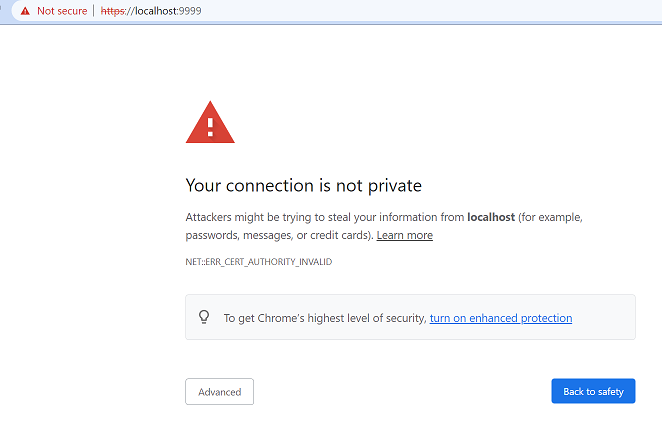 Not secure | https://localhost:9999
!
Your connection is not private
Attackers might be trying to steal your information from localhost (for example,
passwords, messages, or credit cards). Learn more
NET::ERR_CERT_AUTHORITY_INVALID
To get Chrome's highest level of security, turn on enhanced protection
Advanced
Back to safety